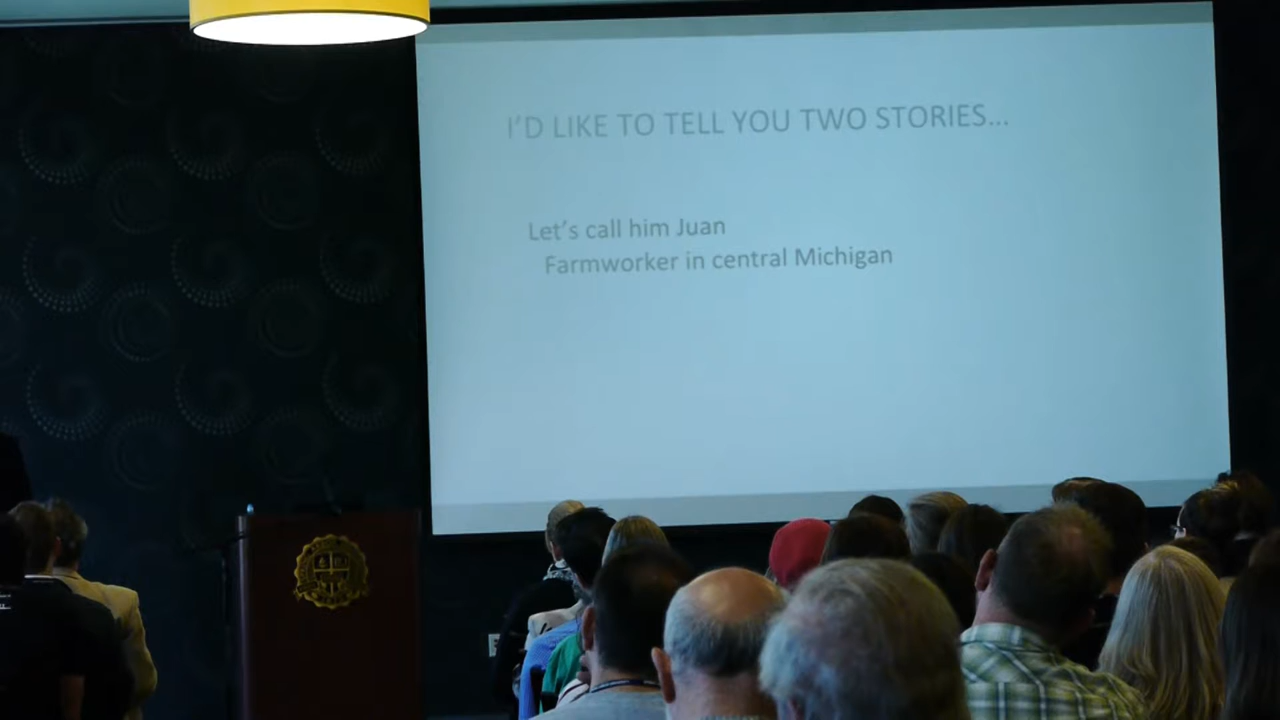 I'D LIKE TO TELL YOU TWO STORIES...
Let's call him Juan
Farmworker in central Michigan